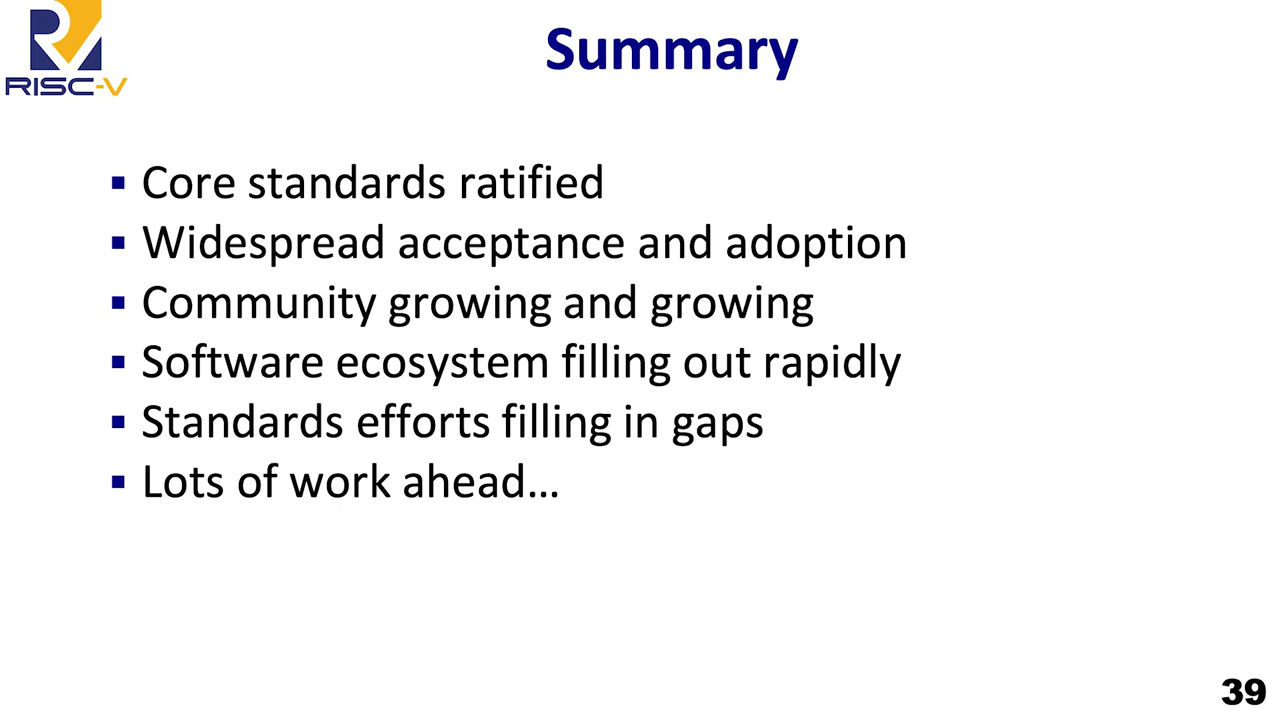 RISC-V
Summary
▪ Core standards ratified
▪ Widespread acceptance and adoption
▪ Community growing and growing
▪ Software ecosystem filling out rapidly
▪ Standards efforts filling in gaps
▪ Lots of work ahead…
39